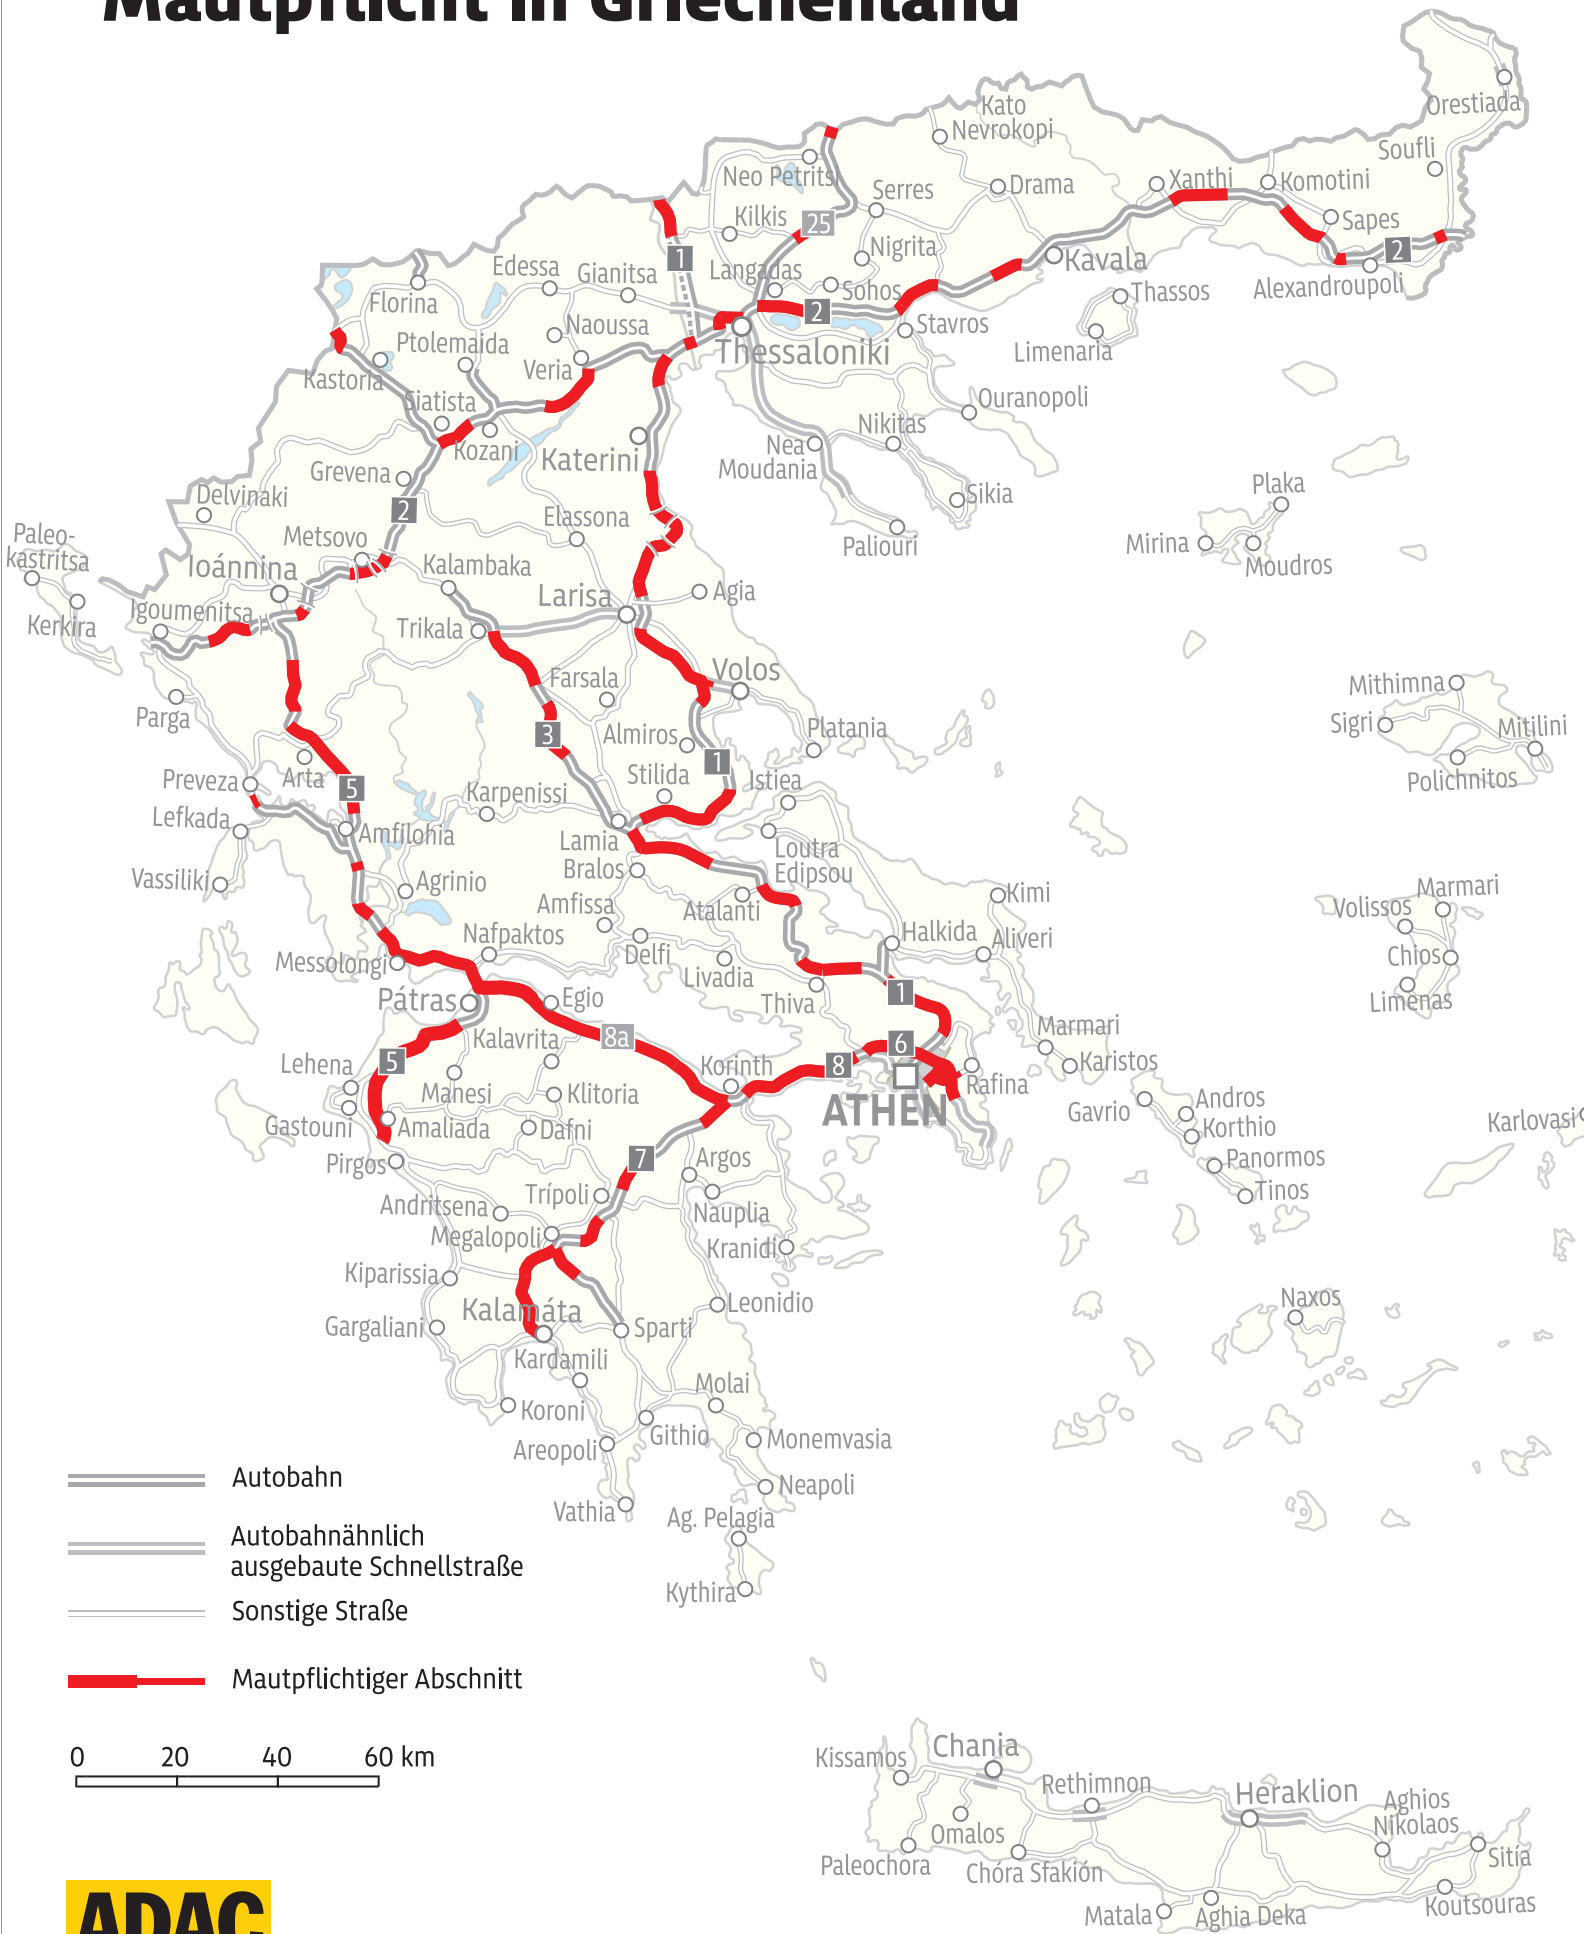 Mautpflicht in Griechenland
Orestiada
Kato
Nevrokopi
Soufli
Neo Petritsi
Serres
Drama
Xanthi
Komotini
Kilkis
25
Sapes
1
Nigrita
Kavala
2
Edessa
Gianitsa
Langadas
Sohos
Thassos
Alexandroupoli
Florina
Naoussa
2
Stavros
Ptolemaida
Thessaloniki
Limenaria
Kastoria
Veria
Siatista
Ouranopoli
Kozani
Katerini
Nea
Moudania
Nikitas
Grevena
Delvinaki
2
Sikia
Plaka
Paleo-
kastritsa
Metsovo
Elassona
Paliouri
Mirina
Moudros
Ioánnina
Kalambaka
Larisa
Agia
Igoumenitsa
Kerkira
Trikala
Farsala
Volos
Mithimna
Parga
3
Almiros
Platania
Sigri
Mitilini
1
Preveza
Arta
5
Stilida
Istiea
Polichnitos
Karpenissi
Lefkada
Amfilohia
Lamia
Loutra
Edipsou
Vassiliki
Agrinio
Bralos
Kimi
Marmari
Amfissa
Atalanti
Volissos
Nafpaktos
Delfi
Halkida
Aliveri
Messolongi
Livadia
Chios
Pátras
Egio
Thiva
1
Limenas
8a
Kalavrita
6
Marmari
Lehena
5
Korinth
8
Karistos
Manesi
Klitoria
Rafina
Andros
Gastouni
Amaliada
Dafni
ATHEN
Gavrio
Korthio
Karlovasi
Pirgos
7
Argos
Panormos
Andritsena
Trípoli
Nauplia
Tinos
Megalopoli
Kranidi
Kiparissia
Kalamáta
Leonidio
Naxos
Gargaliani
Sparti
Kardamili
Molai
Koroni
Githio
Monemvasia
Areopoli
Neapoli
Vathia
Ag. Pelagia
Kythira
Autobahn
Autobahnähnlich
ausgebaute Schnellstraße
Sonstige Straße
Mautpflichtiger Abschnitt
0 20 40 60 km
Kissamos
Chania
Rethimnon
Heraklion
Aghios
Nikolaos
Omalos
Paleochora
Chóra Sfakión
Sitía
Matala
Aghia Deka
Koutsouras
ADAC